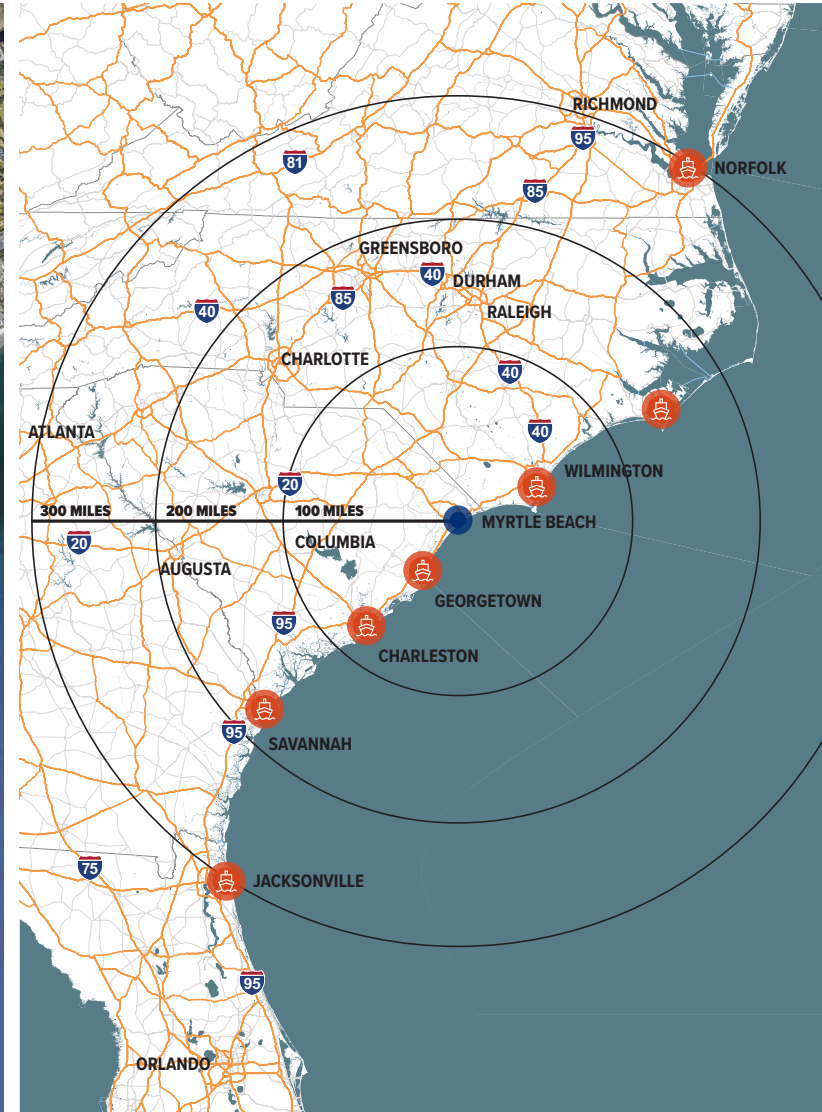 RICHMOND
95
81
NORFOLK
85
GREENSBORO
40
DURHAM
85
40
RALEIGH
CHARLOTTE
40
ATLANTA
40
WILMINGTON
20
300 MILES 200 MILES 100 MILES
MYRTLE BEACH
20
COLUMBIA
AUGUSTA
GEORGETOWN
95
CHARLESTON
95
SAVANNAH
75
JACKSONVILLE
95
ORLANDO